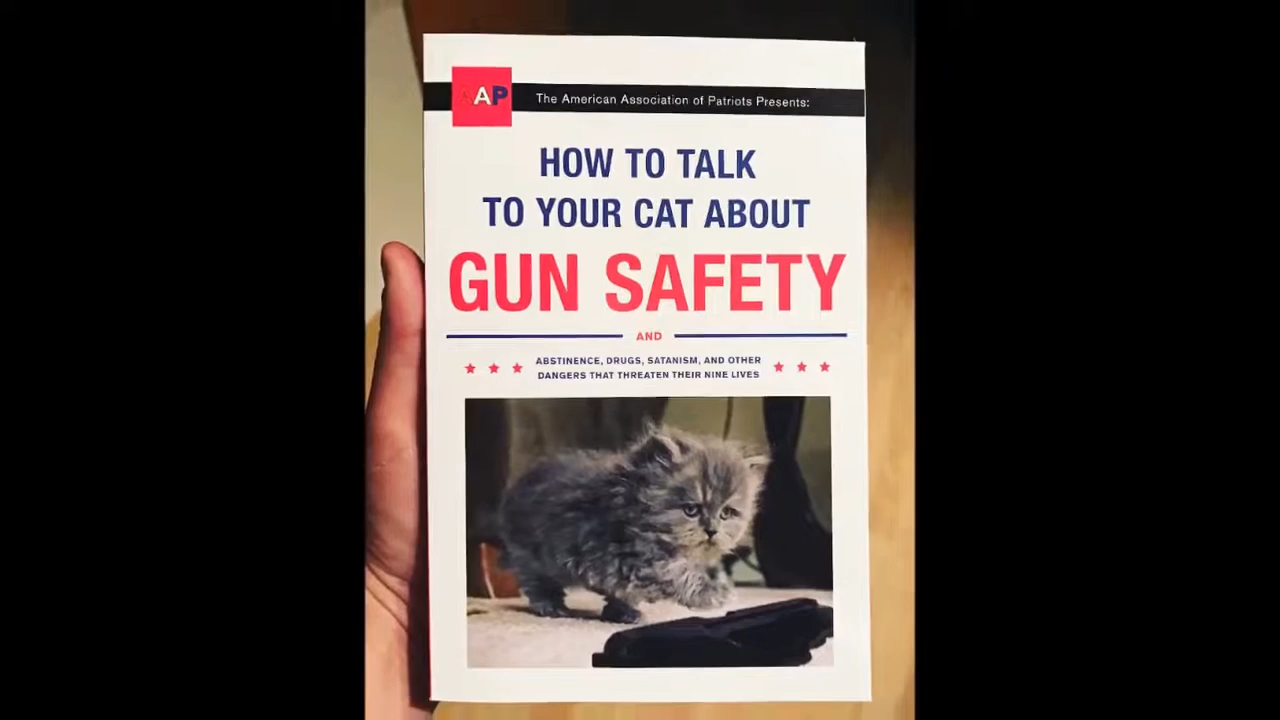 AAP
The American Association of Patriots Presents:
HOW TO TALK
TO YOUR CAT ABOUT
GUN SAFETY
AND
ABSTINENCE, DRUGS, SATANISM, AND OTHER
DANGERS THAT THREATEN THEIR NINE LIVES